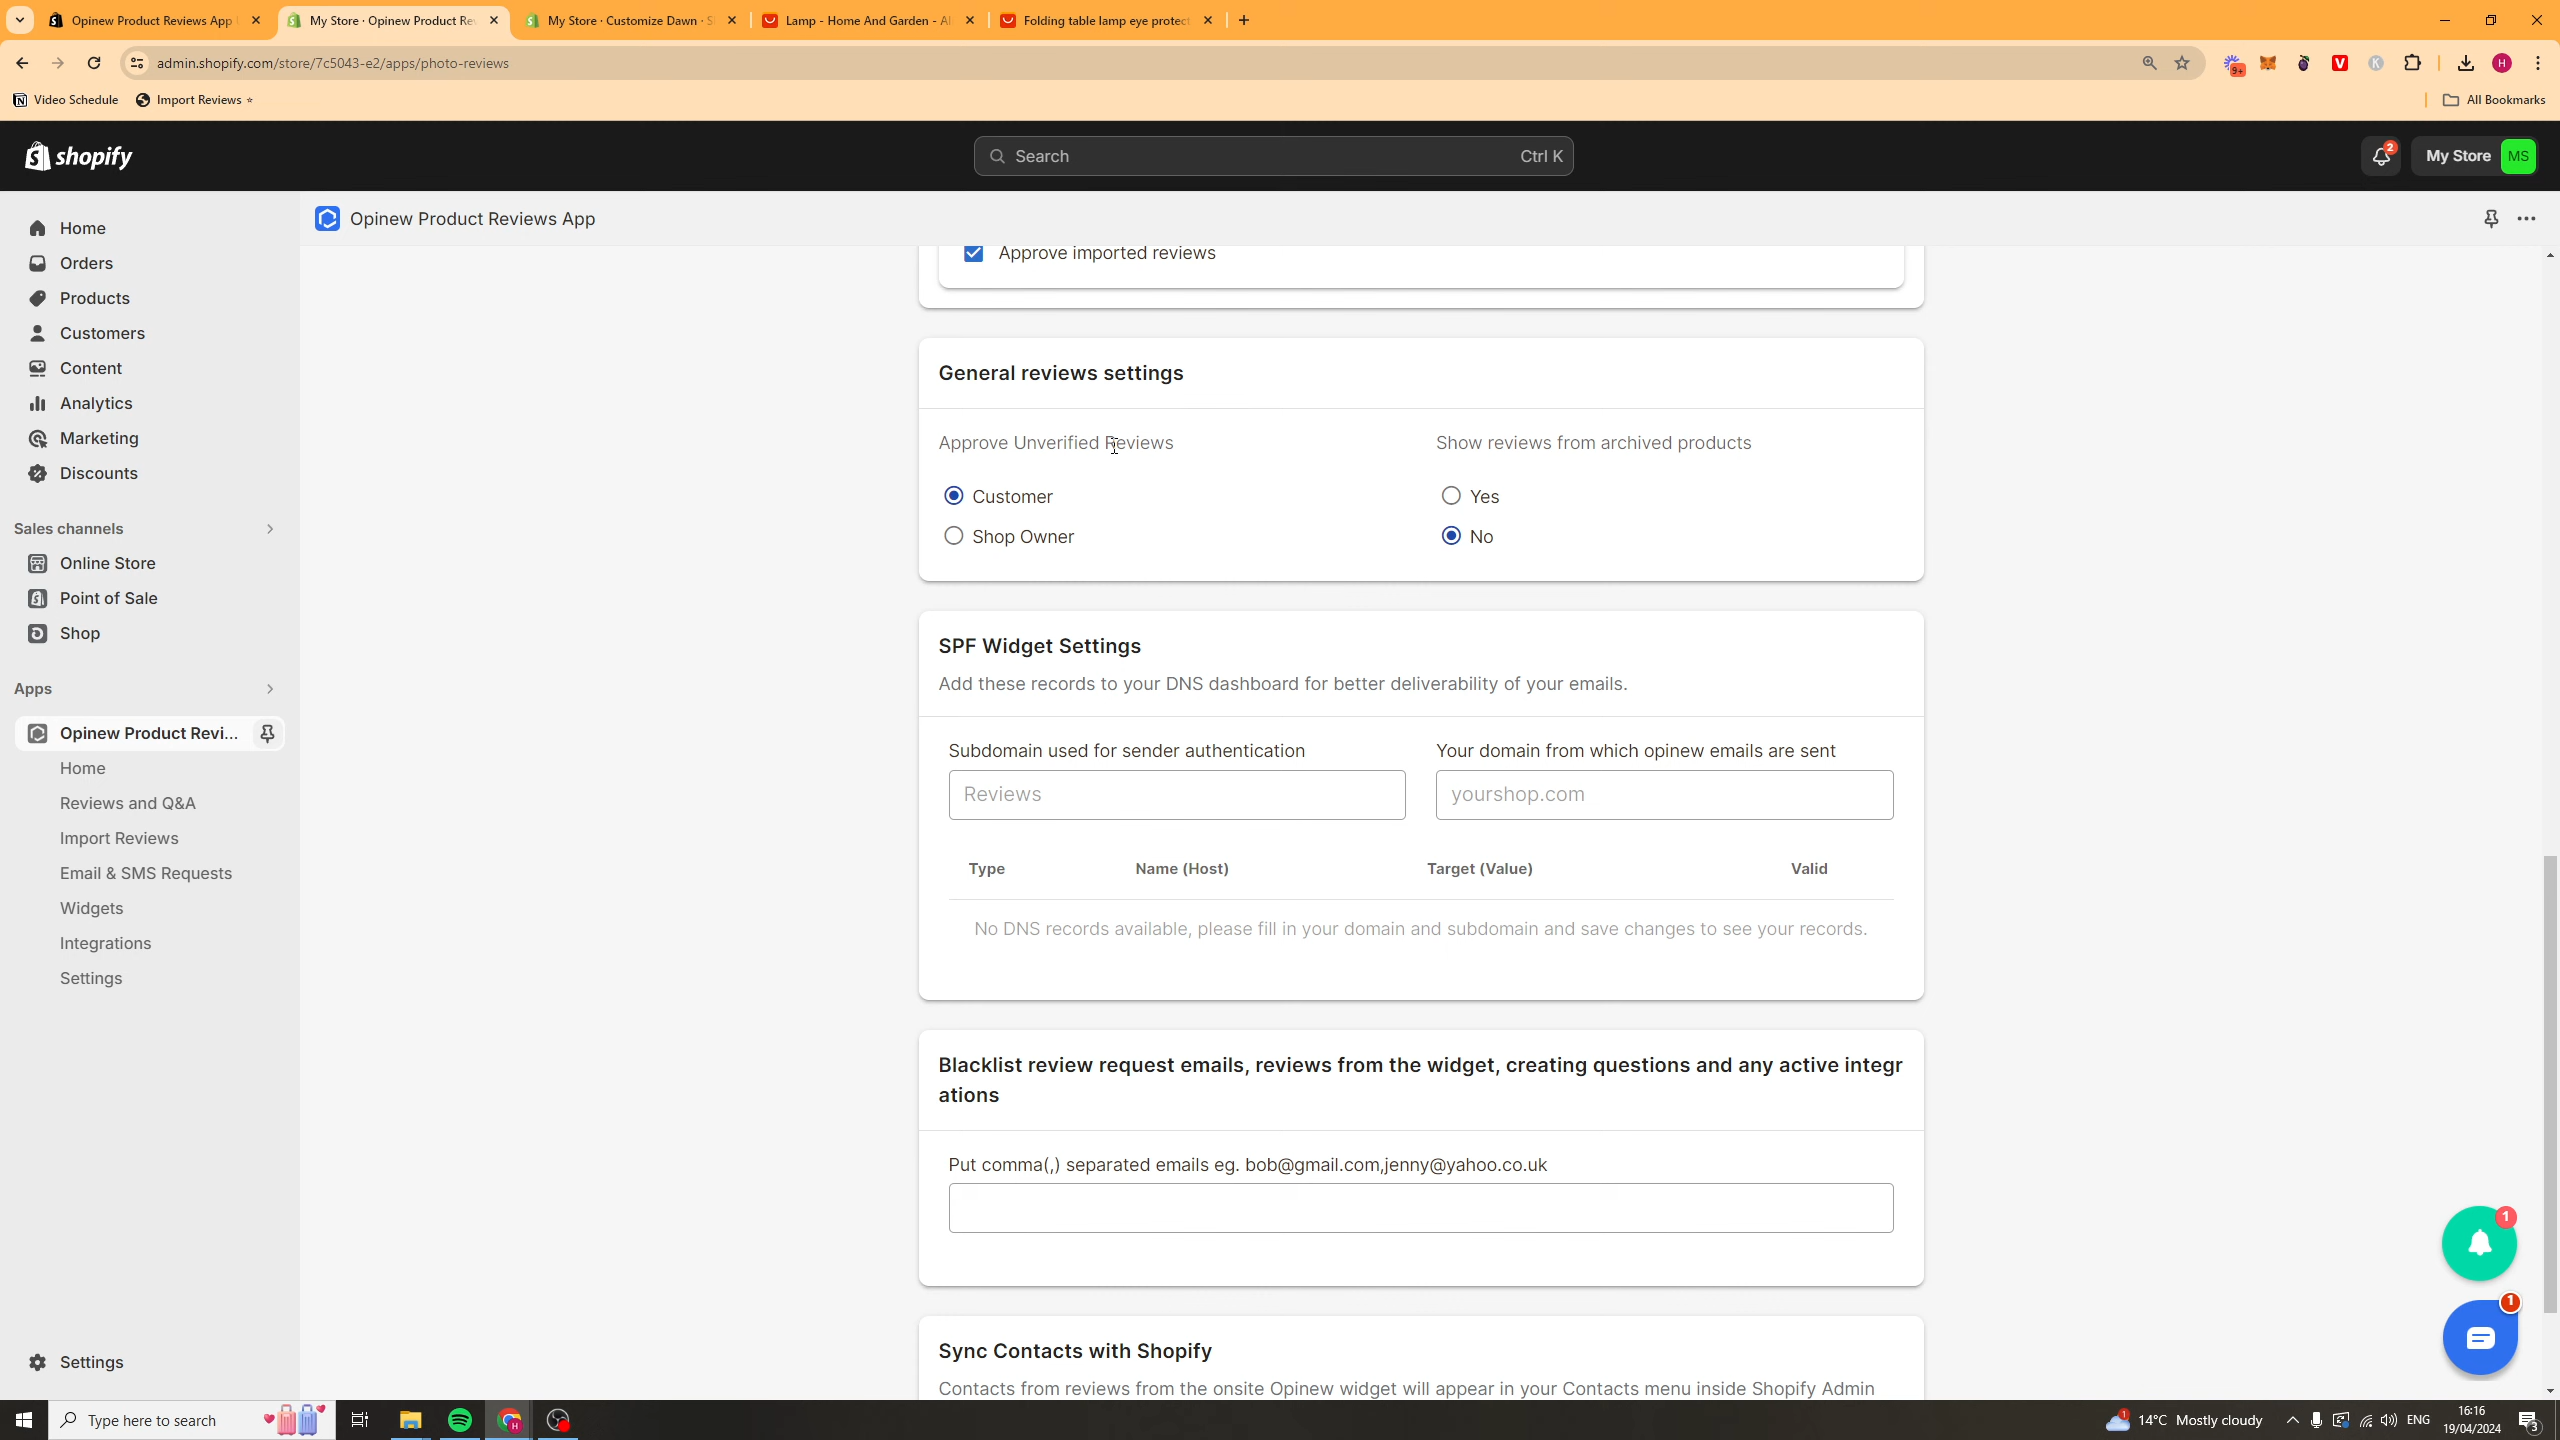 Opinew Product Reviews App
My Store · Opinew Product Re
My Store · Customize Dawn · S
Lamp - Home And Garden - Al
Folding table lamp eye protect
admin.shopify.com/store/7c5043-e2/apps/photo-reviews
9+
V
K
H
Video Schedule
Import Reviews ⭐
All Bookmarks
shopify
Search
Ctrl K
2
My Store
MS
Opinew Product Reviews App
Home
Orders
Products
Customers
Content
Analytics
Marketing
Discounts
Sales channels
Online Store
Point of Sale
Shop
Apps
Opinew Product Revi...
Home
Reviews and Q&A
Import Reviews
Email & SMS Requests
Widgets
Integrations
Settings
Settings
Approve imported reviews
General reviews settings
Approve Unverified Reviews
Show reviews from archived products
Customer
Yes
Shop Owner
No
SPF Widget Settings
Add these records to your DNS dashboard for better deliverability of your emails.
Subdomain used for sender authentication
Your domain from which opinew emails are sent
Reviews
yourshop.com
Type
Name (Host)
Target (Value)
Valid
No DNS records available, please fill in your domain and subdomain and save changes to see your records.
Blacklist review request emails, reviews from the widget, creating questions and any active integr
ations
Put comma(,) separated emails eg. bob@gmail.com,jenny@yahoo.co.uk
Sync Contacts with Shopify
Contacts from reviews from the onsite Opinew widget will appear in your Contacts menu inside Shopify Admin
1
1
Type here to search
1
14°C Mostly cloudy
ENG
16:16
19/04/2024
3